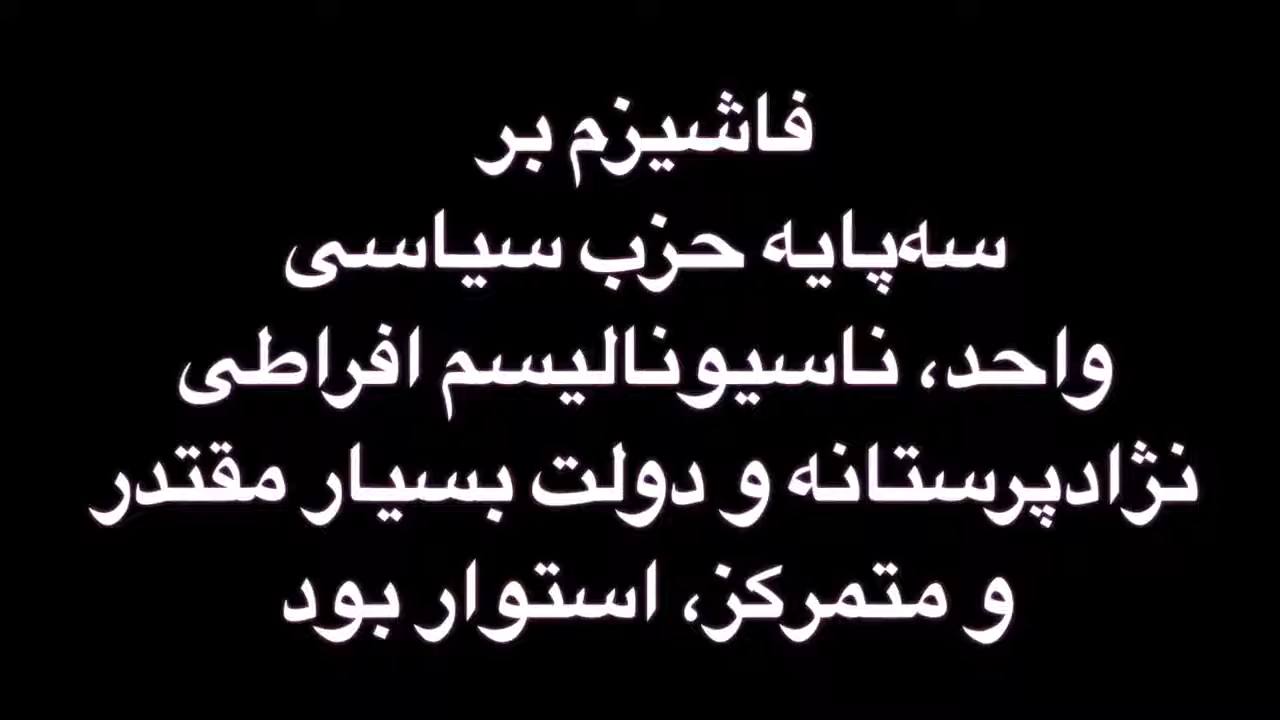 فاشیزم بر
سه‌پایه حزب سیاسی
واحد، ناسیونالیسم افراطی
نژادپرستانه و دولت بسیار مقتدر
و متمرکز، استوار بود